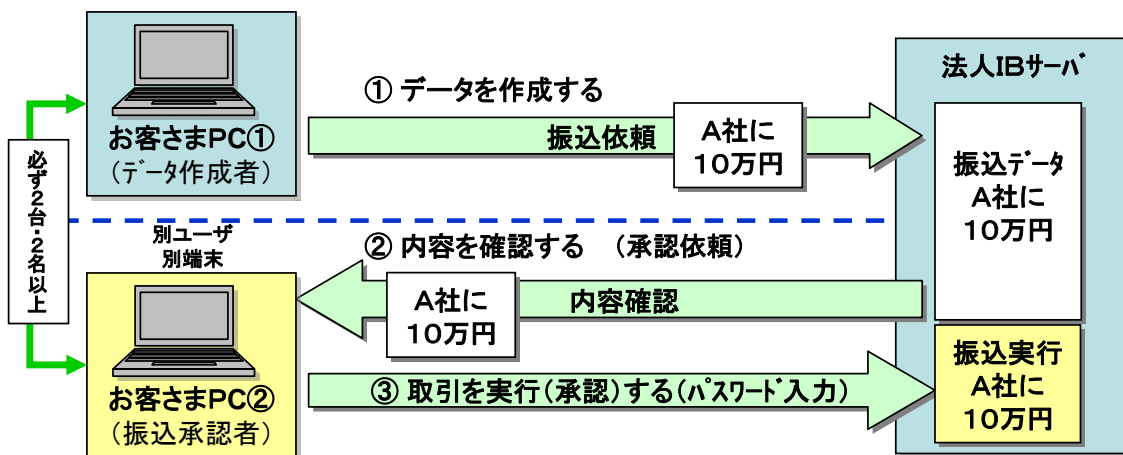 お客さまPC①
（データ作成者）
① データを作成する
振込依頼
A社に
10万円
法人IBサーバ
振込データ
A社に
10万円
必ず2台・2名以上
別ユーザ
別端末
② 内容を確認する （承認依頼）
A社に
10万円
内容確認
お客さまPC②
（振込承認者）
③ 取引を実行（承認）する（パスワード入力）
振込実行
A社に
10万円